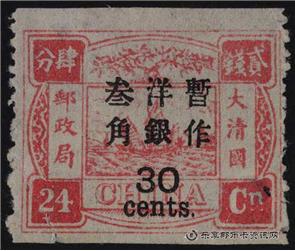 貳錢 肆分
大清國
郵政局
暫作
洋銀
叁角
30
cents.
24 CHINA Cn